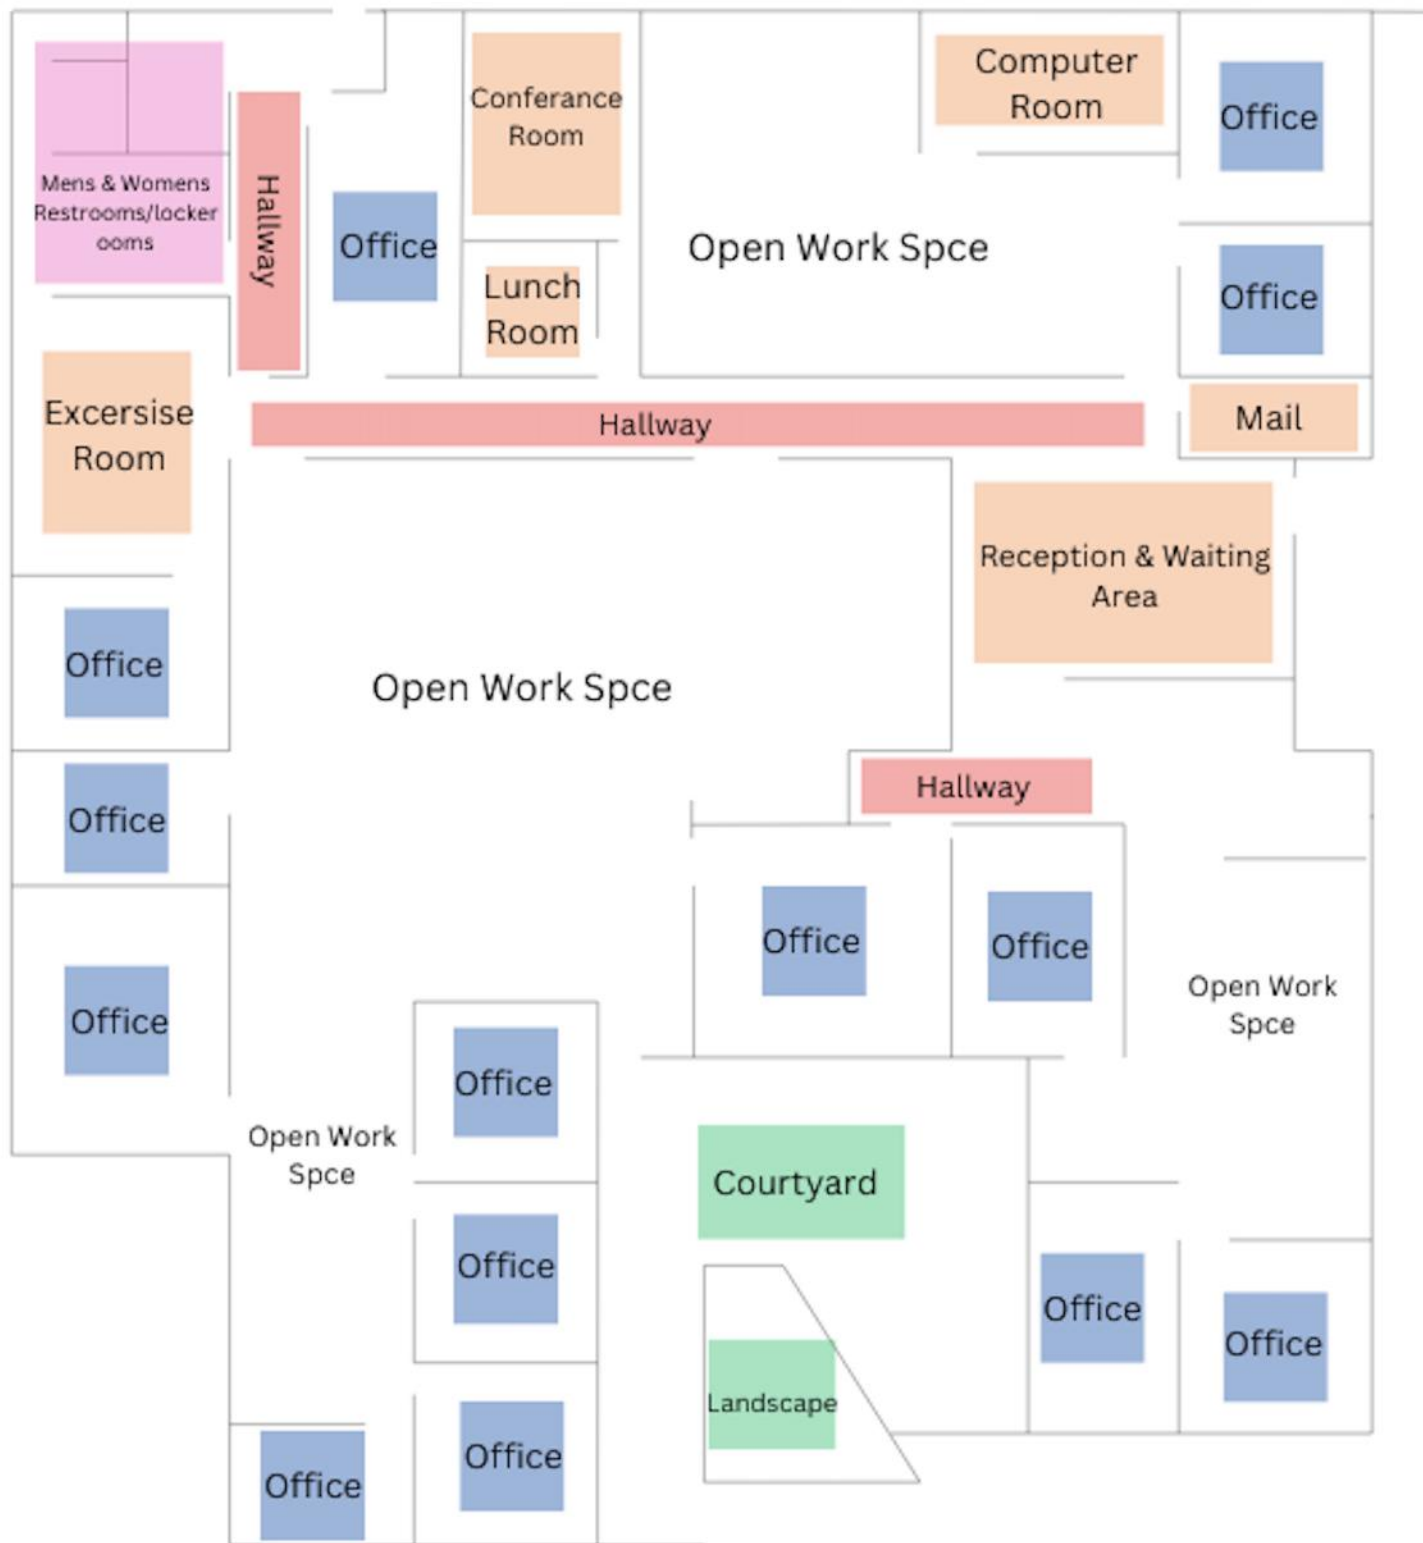 Computer
Room
Conferance
Room
Office
Mens & Womens
Restrooms/locker
ooms
Hallway
Office
Open Work Spce
Lunch
Room
Office
Excersise
Room
Hallway
Mail
Reception & Waiting
Area
Office
Open Work Spce
Office
Hallway
Office
Office
Office
Open Work
Spce
Office
Open Work
Spce
Courtyard
Office
Office
Office
Landscape
Office
Office